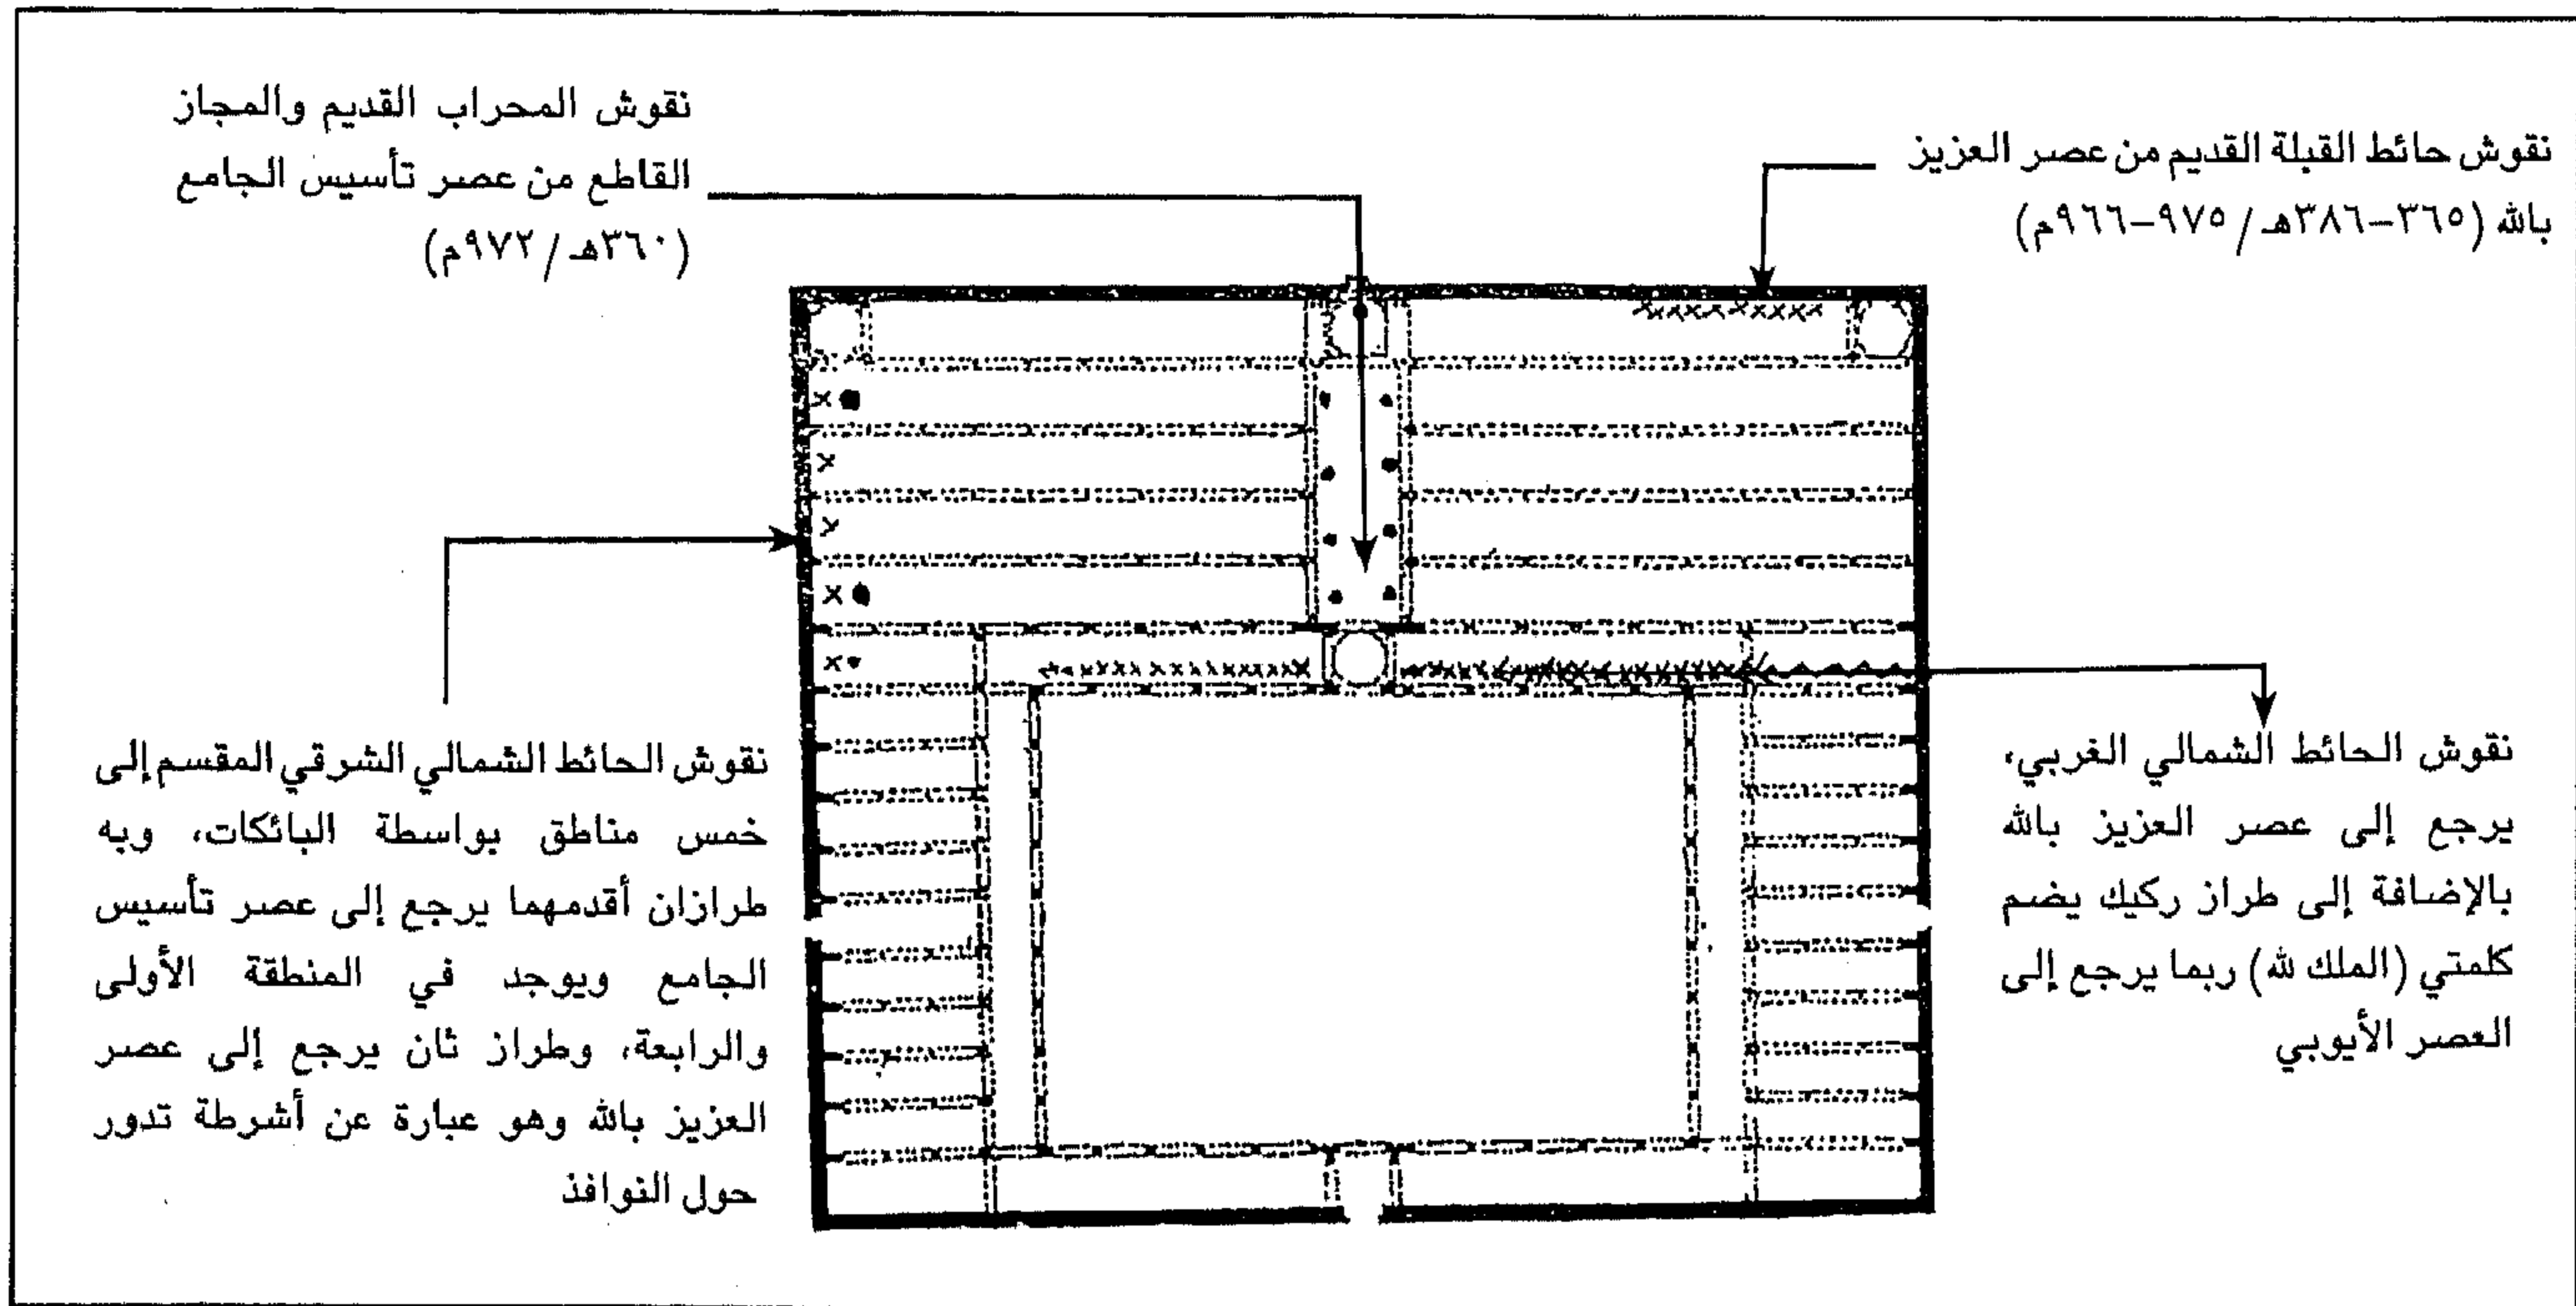 نقوش حائط القبلة القديم من عصر العزيز
بالله (٣٦٥–٣٨٦هـ/ ٩٧٥–٩٦٦م)
نقوش المحراب القديم والمجاز
القاطع من عصر تأسيس الجامع
(٣٦٠هـ/ ٩٧٢م)
نقوش الحائط الشمالي الغربي،
يرجع إلى عصر العزيز بالله
بالإضافة إلى طراز ركيك يضم
كلمتي (الملك لله) ربما يرجع إلى
العصر الأيوبي
نقوش الحائط الشمالي الشرقي المقسم إلى
خمس مناطق بواسطة البائكات، وبه
طرازان أقدمهما يرجع إلى عصر تأسيس
الجامع ويوجد في المنطقة الأولى
والرابعة، وطراز ثان يرجع إلى عصر
العزيز بالله وهو عبارة عن أشرطة تدور
حول النوافذ